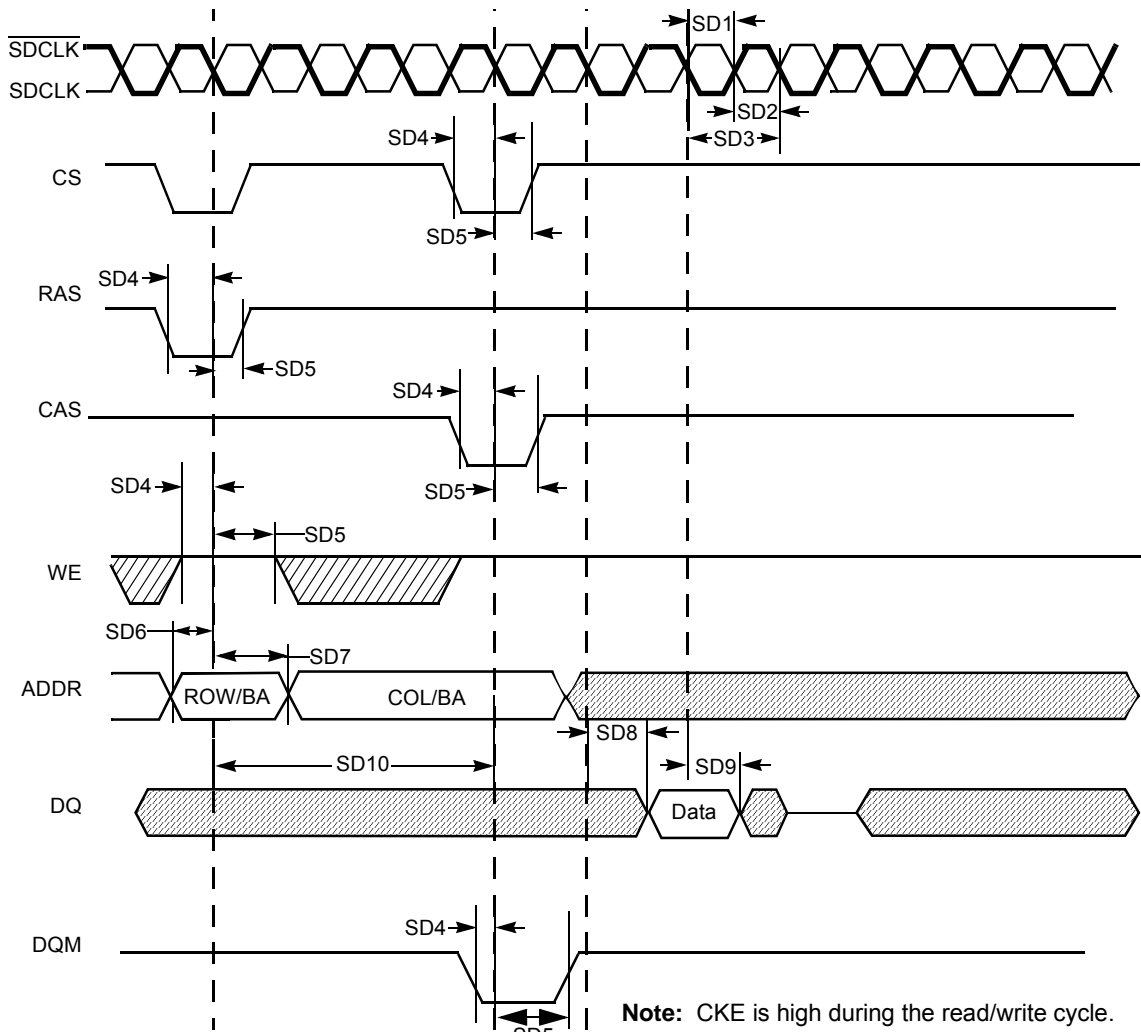 SD1
SDCLK
SDCLK
SD2
SD4
SD3
CS
SD5
SD4
RAS
SD5
SD4
CAS
SD4
SD5
SD5
WE
SD6
SD7
ADDR
ROW/BA
COL/BA
SD8
SD10
SD9
DQ
Data
SD4
DQM
Note: CKE is high during the read/write cycle.
SD5